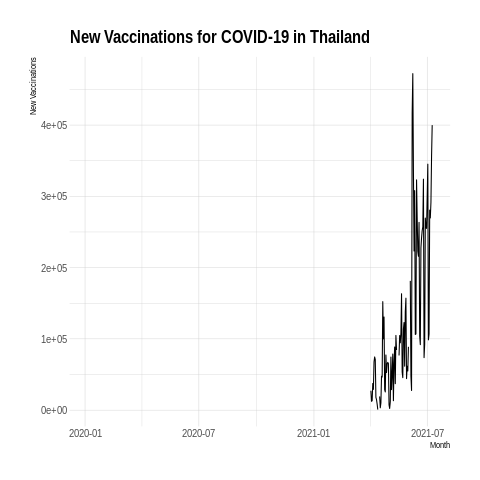 New Vaccinations for COVID-19 in Thailand
New Vaccinations
4e+05
3e+05
2e+05
1e+05
0e+00
2020-01 2020-07 2021-01 2021-07
Month